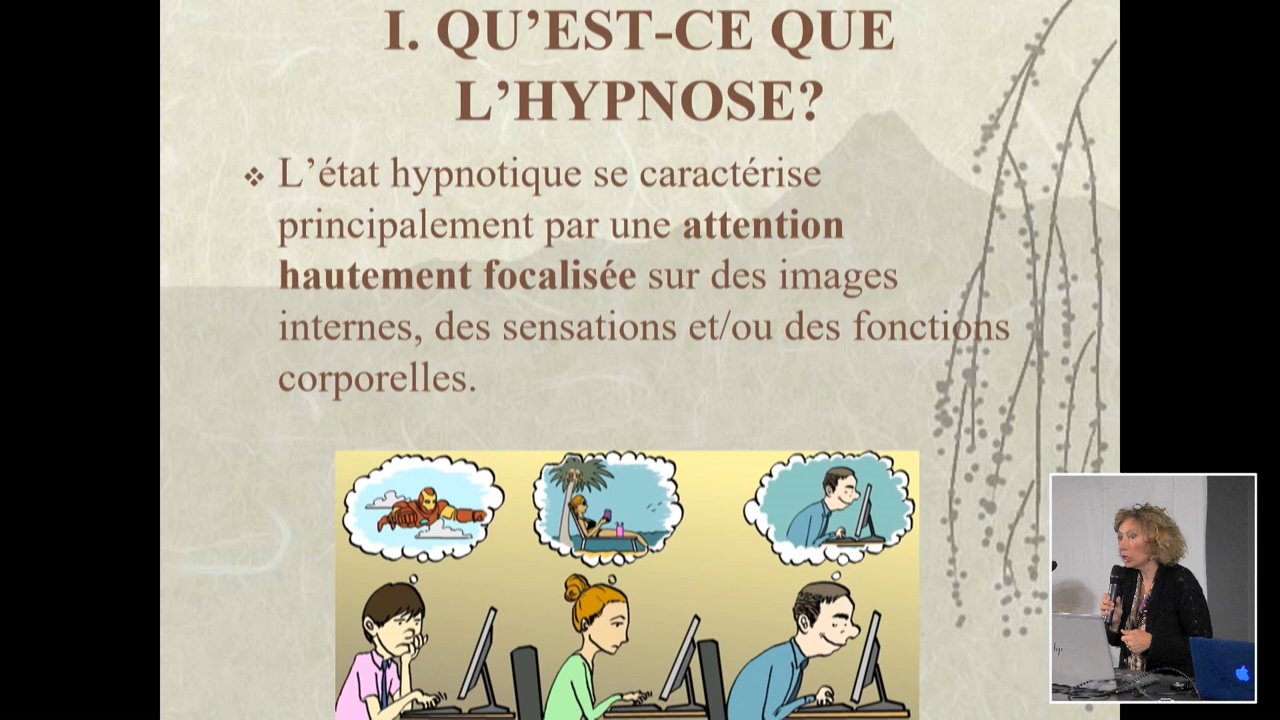 I. QU’EST-CE QUE
L’HYPNOSE?
❖ L’état hypnotique se caractérise
principalement par une attention
hautement focalisée sur des images
internes, des sensations et/ou des fonctions
corporelles.
hp